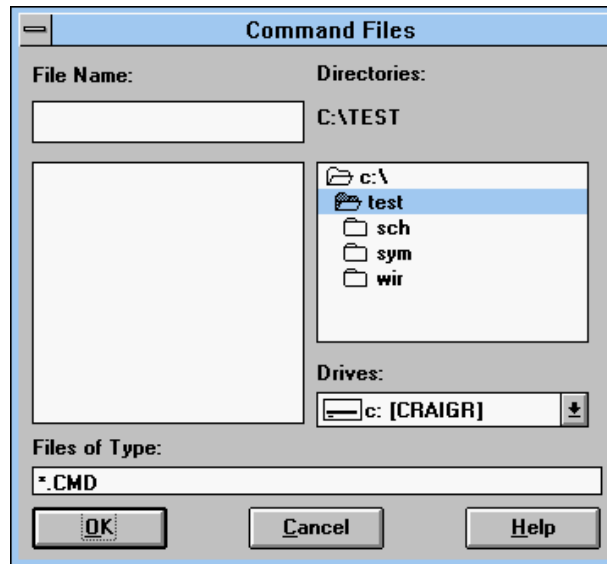 Command Files
File Name:
Directories:
C:\TEST
c:\
test
sch
sym
wir
Drives:
c: [CRAIGR]
Files of Type:
*.CMD
OK
Cancel
Help